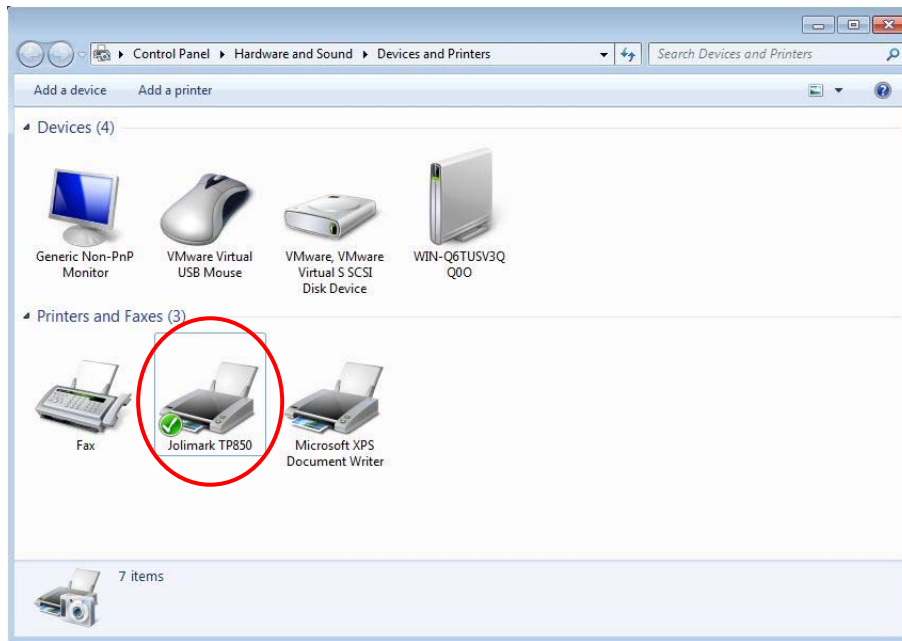 Control Panel ▸ Hardware and Sound ▸ Devices and Printers
Search Devices and Printers
Add a device Add a printer
Devices (4)
Generic Non-PnP
Monitor
VMware Virtual
USB Mouse
VMware, VMware
Virtual S SCSI
Disk Device
WIN-Q6TUSV3Q
Q0O
Printers and Faxes (3)
Fax
Jolimark TP850
Microsoft XPS
Document Writer
7 items